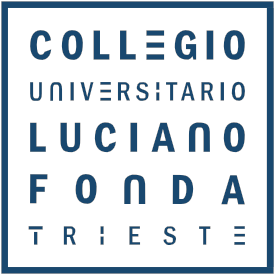 COLLEGIO
UNIVERSITARIO
LUCIANO
FONDA
TRIESTE